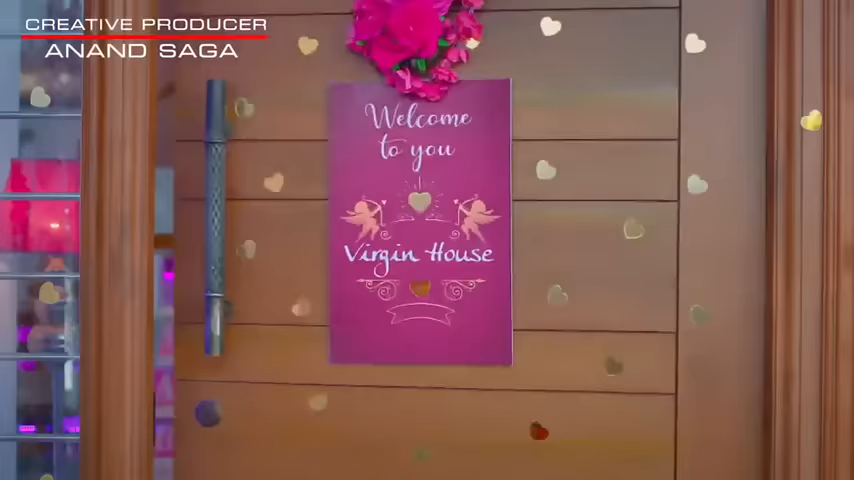 CREATIVE PRODUCER
ANAND SAGA
Welcome
to you
Virgin House